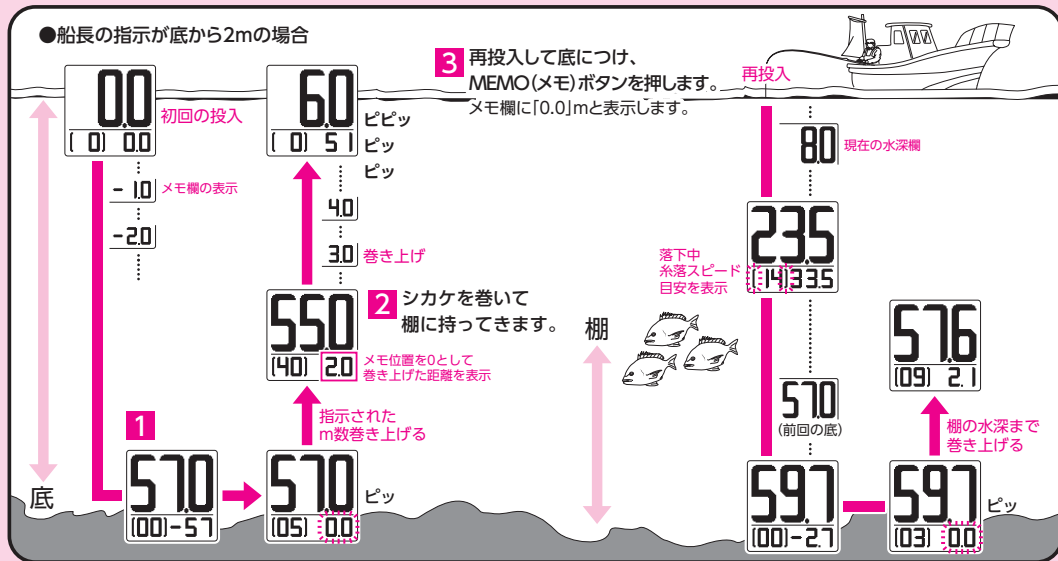 ●船長の指示が底から2mの場合
0.0
( 0) 0.0
初回の投入
-1.0
メモ欄の表示
-2.0
底
1
57.0
(00)-57
57.0
(05) 0.0
ピッ
指示された
m数巻き上げる
55.0
(40) 2.0
メモ位置を0として
巻き上げた距離を表示
2 シカケを巻いて
棚に持ってきます。
3.0
巻き上げ
4.0
6.0
( 0) 51
ピピッ
ピッ
ピッ
3 再投入して底につけ、
MEMO(メモ)ボタンを押します。
メモ欄に「0.0」mと表示します。
再投入
8.0
現在の水深欄
23.5
(14)33.5
落下中
糸落スピード
目安を表示
棚
57.0
(前回の底)
59.7
(00)-2.7
59.7
(03) 0.0
ピッ
棚の水深まで
巻き上げる
57.6
(09) 2.1